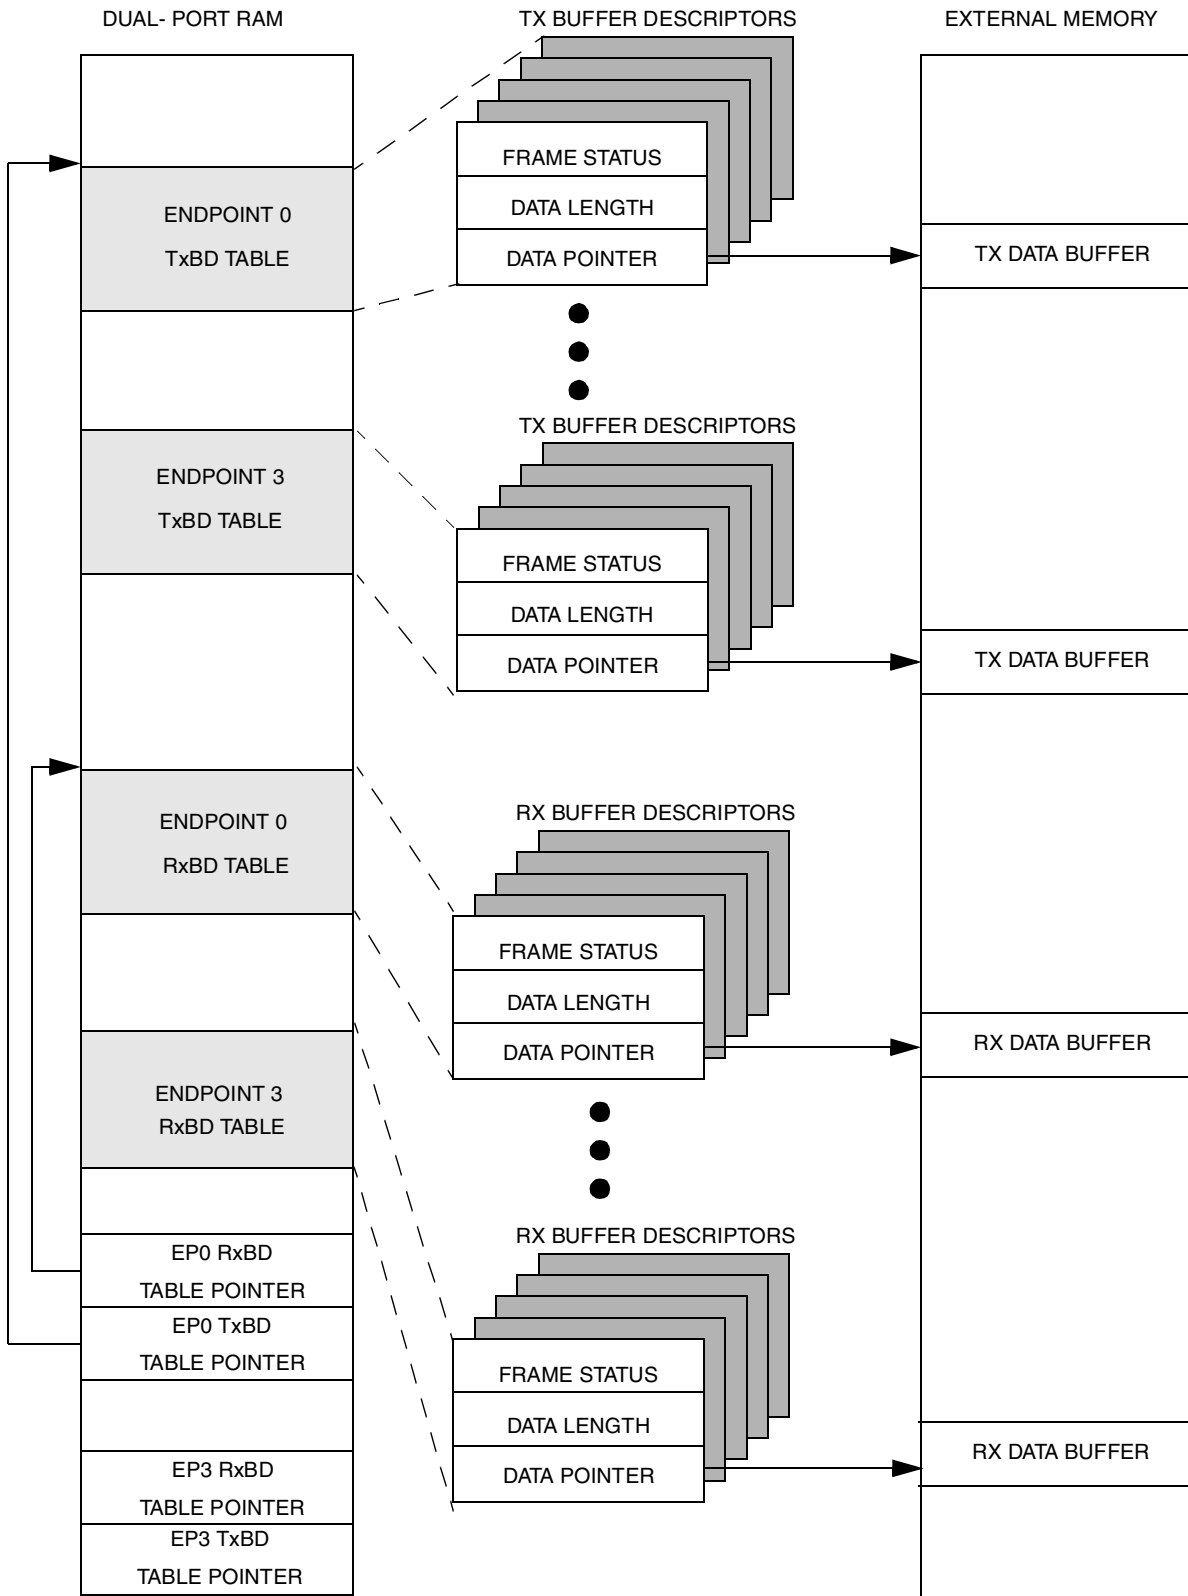 DUAL- PORT RAM
TX BUFFER DESCRIPTORS
EXTERNAL MEMORY
FRAME STATUS
DATA LENGTH
DATA POINTER
ENDPOINT 0
TxBD TABLE
TX DATA BUFFER
TX BUFFER DESCRIPTORS
ENDPOINT 3
TxBD TABLE
FRAME STATUS
DATA LENGTH
DATA POINTER
TX DATA BUFFER
RX BUFFER DESCRIPTORS
ENDPOINT 0
RxBD TABLE
FRAME STATUS
DATA LENGTH
DATA POINTER
RX DATA BUFFER
ENDPOINT 3
RxBD TABLE
RX BUFFER DESCRIPTORS
EP0 RxBD
TABLE POINTER
EP0 TxBD
TABLE POINTER
FRAME STATUS
DATA LENGTH
DATA POINTER
RX DATA BUFFER
EP3 RxBD
TABLE POINTER
EP3 TxBD
TABLE POINTER